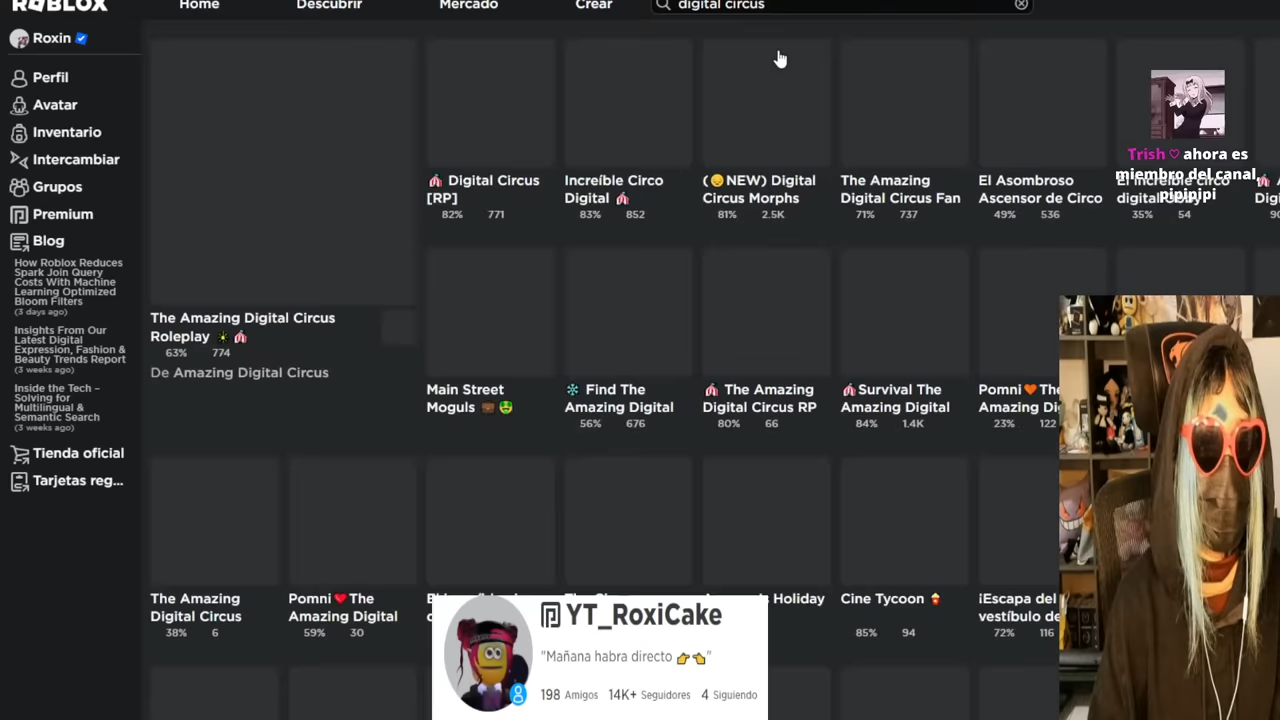 ROBLOX
Home
Descubrir
Mercado
Crear
digital circus
Roxin
Perfil
Avatar
Inventario
Intercambiar
Grupos
Premium
Blog
How Roblox Reduces
Spark Join Query
Costs With Machine
Learning Optimized
Bloom Filters
(3 days ago)
Insights From Our
Latest Digital
Expression, Fashion &
Beauty Trends Report
(3 weeks ago)
Inside the Tech –
Solving for
Multilingual &
Semantic Search
(3 weeks ago)
Tienda oficial
Tarjetas reg...
The Amazing Digital Circus
Roleplay ☀️🎪
63% 774
De Amazing Digital Circus
🎪 Digital Circus
[RP]
82% 771
Increíble Circo
Digital 🎪
83% 852
(😔NEW) Digital
Circus Morphs
81% 2.5K
The Amazing
Digital Circus Fan
71% 737
El Asombroso
Ascensor de Circo
49% 536
El increíble circo
digital
35% 54
Trish ♡ ahora es
miembro del canal,
pipipipi
Main Street
Moguls 💼🤑
❄️ Find The
Amazing Digital
56% 676
🎪 The Amazing
Digital Circus RP
80% 66
🎪Survival The
Amazing Digital
84% 1.4K
Pomni🧡The
Amazing
23% 122
The Amazing
Digital Circus
38% 6
Pomni❤️The
Amazing Digital
59% 30
Holiday
Cine Tycoon 🍿
85% 94
¡Escapa del
vestíbulo de
72% 116
YT_RoxiCake
"Mañana habra directo 👉👈"
198 Amigos 14K+ Seguidores 4 Siguiendo